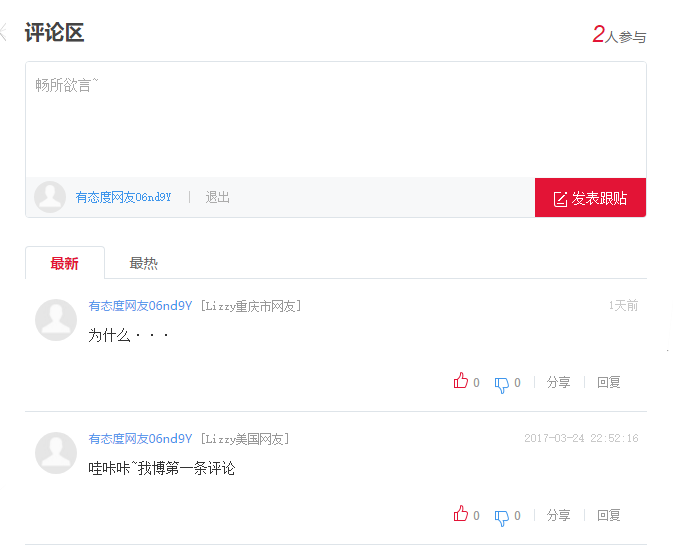 评论区
2人参与
畅所欲言~
有态度网友06nd9Y | 退出
发表跟贴
最新 最热
有态度网友06nd9Y [Lizzy重庆市网友] 1天前
为什么···
0 0 | 分享 | 回复
有态度网友06nd9Y [Lizzy美国网友] 2017-03-24 22:52:16
哇咔咔~我博第一条评论
0 0 | 分享 | 回复